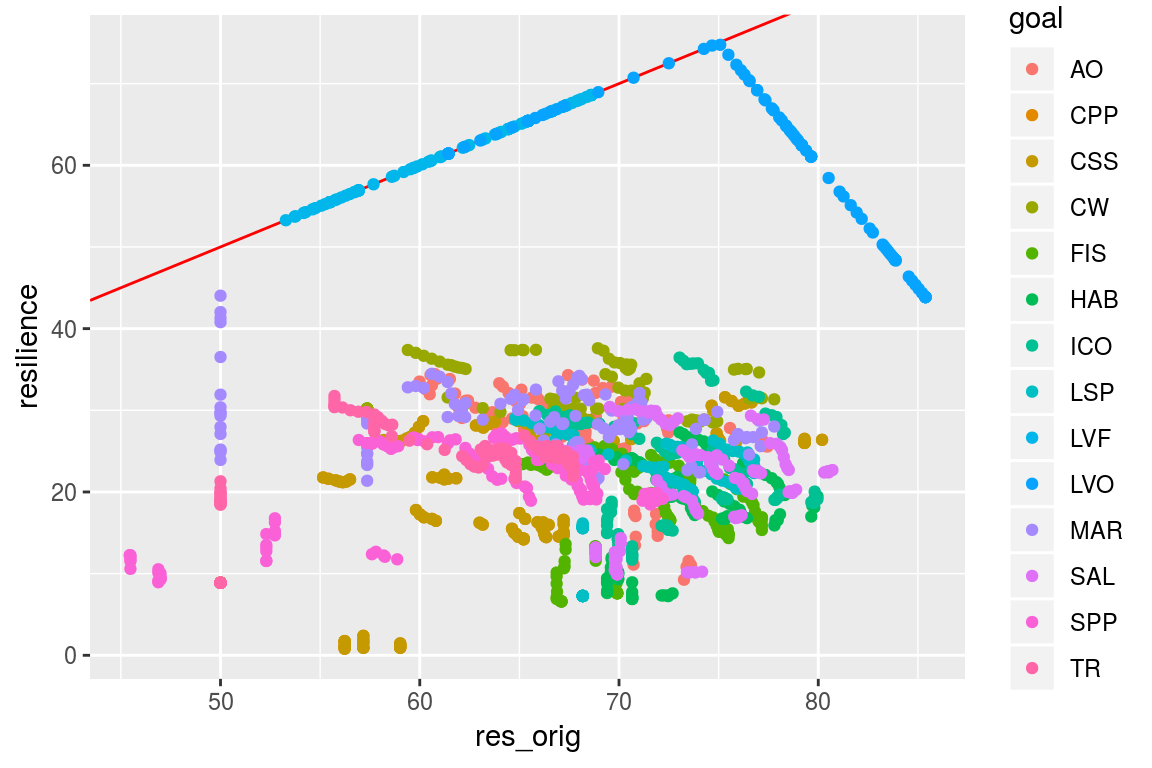 goal
AO
CPP
CSS
CW
FIS
HAB
ICO
LSP
LVF
LVO
MAR
SAL
SPP
TR
resilience
60
40
20
0
50 60 70 80
res_orig